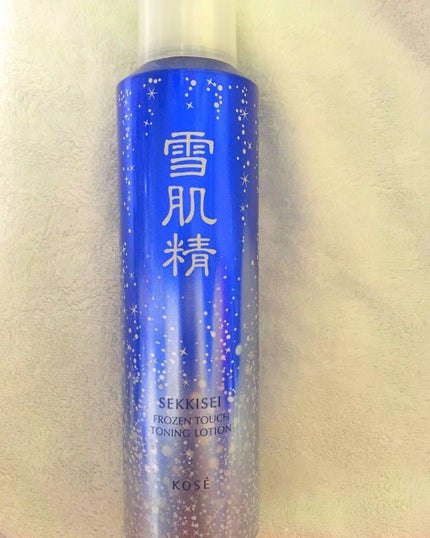 雪肌精
SEKKISEI
FROZEN TOUCH
TONING LOTION
KOSÉ